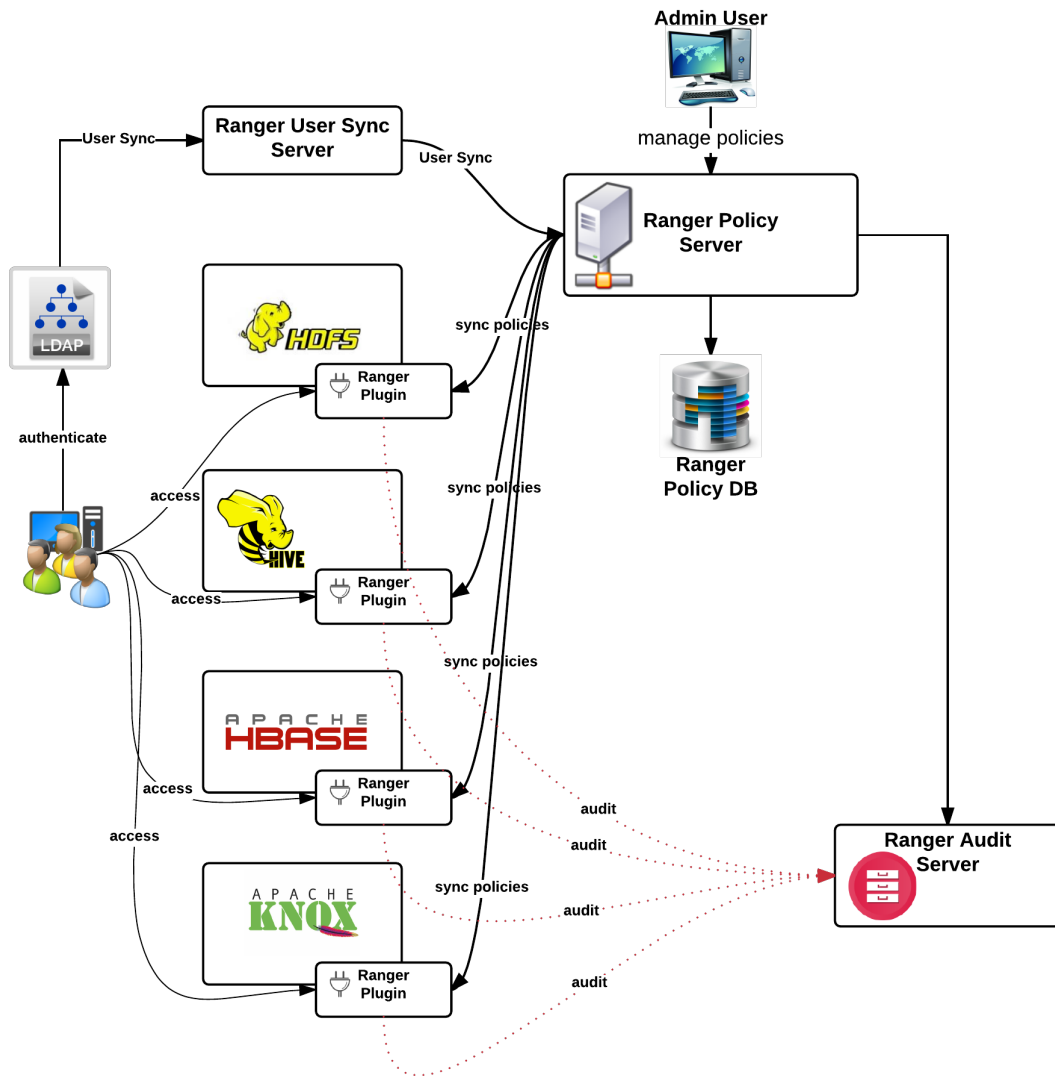 Admin User
manage policies
User Sync
Ranger User Sync
Server
User Sync
Ranger Policy
Server
LDAP
HDFS
sync policies
Ranger
Plugin
authenticate
Ranger
Policy DB
access
sync policies
HIVE
Ranger
Plugin
access
sync policies
APACHE
HBASE
Ranger
Plugin
access
audit
access
audit
Ranger Audit
Server
APACHE
KNOX
sync policies
audit
Ranger
Plugin
audit